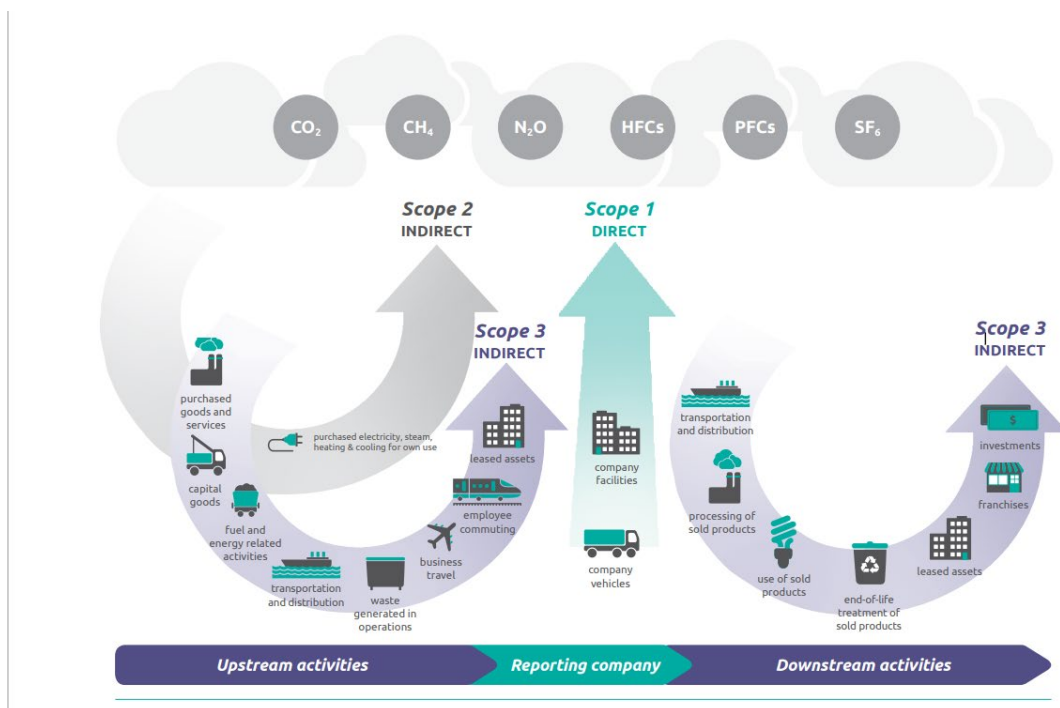 CO₂ CH₄ N₂O HFCs PFCs SF₆
Scope 2
INDIRECT
Scope 1
DIRECT
Scope 3
INDIRECT
Scope 3
INDIRECT
purchased
goods and
services
capital
goods
fuel and
energy related
activities
transportation
and distribution
waste
generated in
operations
business
travel
employee
commuting
leased assets
purchased electricity, steam,
heating & cooling for own use
company
facilities
company
vehicles
transportation
and distribution
processing of
sold products
use of sold
products
end-of-life
treatment of
sold products
leased assets
franchises
$
investments
Upstream activities
Reporting company
Downstream activities